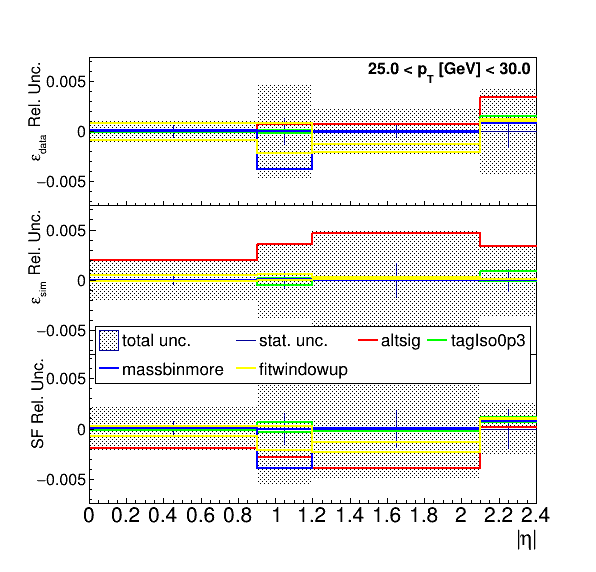 25.0 < p_T [GeV] < 30.0
ε_data Rel. Unc.
0.005
0
−0.005
ε_sim Rel. Unc.
0.005
0
−0.005
total unc. stat. unc. altsig tagIso0p3
massbinmore fitwindowup
SF Rel. Unc.
0.005
0
−0.005
0 0.2 0.4 0.6 0.8 1 1.2 1.4 1.6 1.8 2 2.2 2.4
|η|